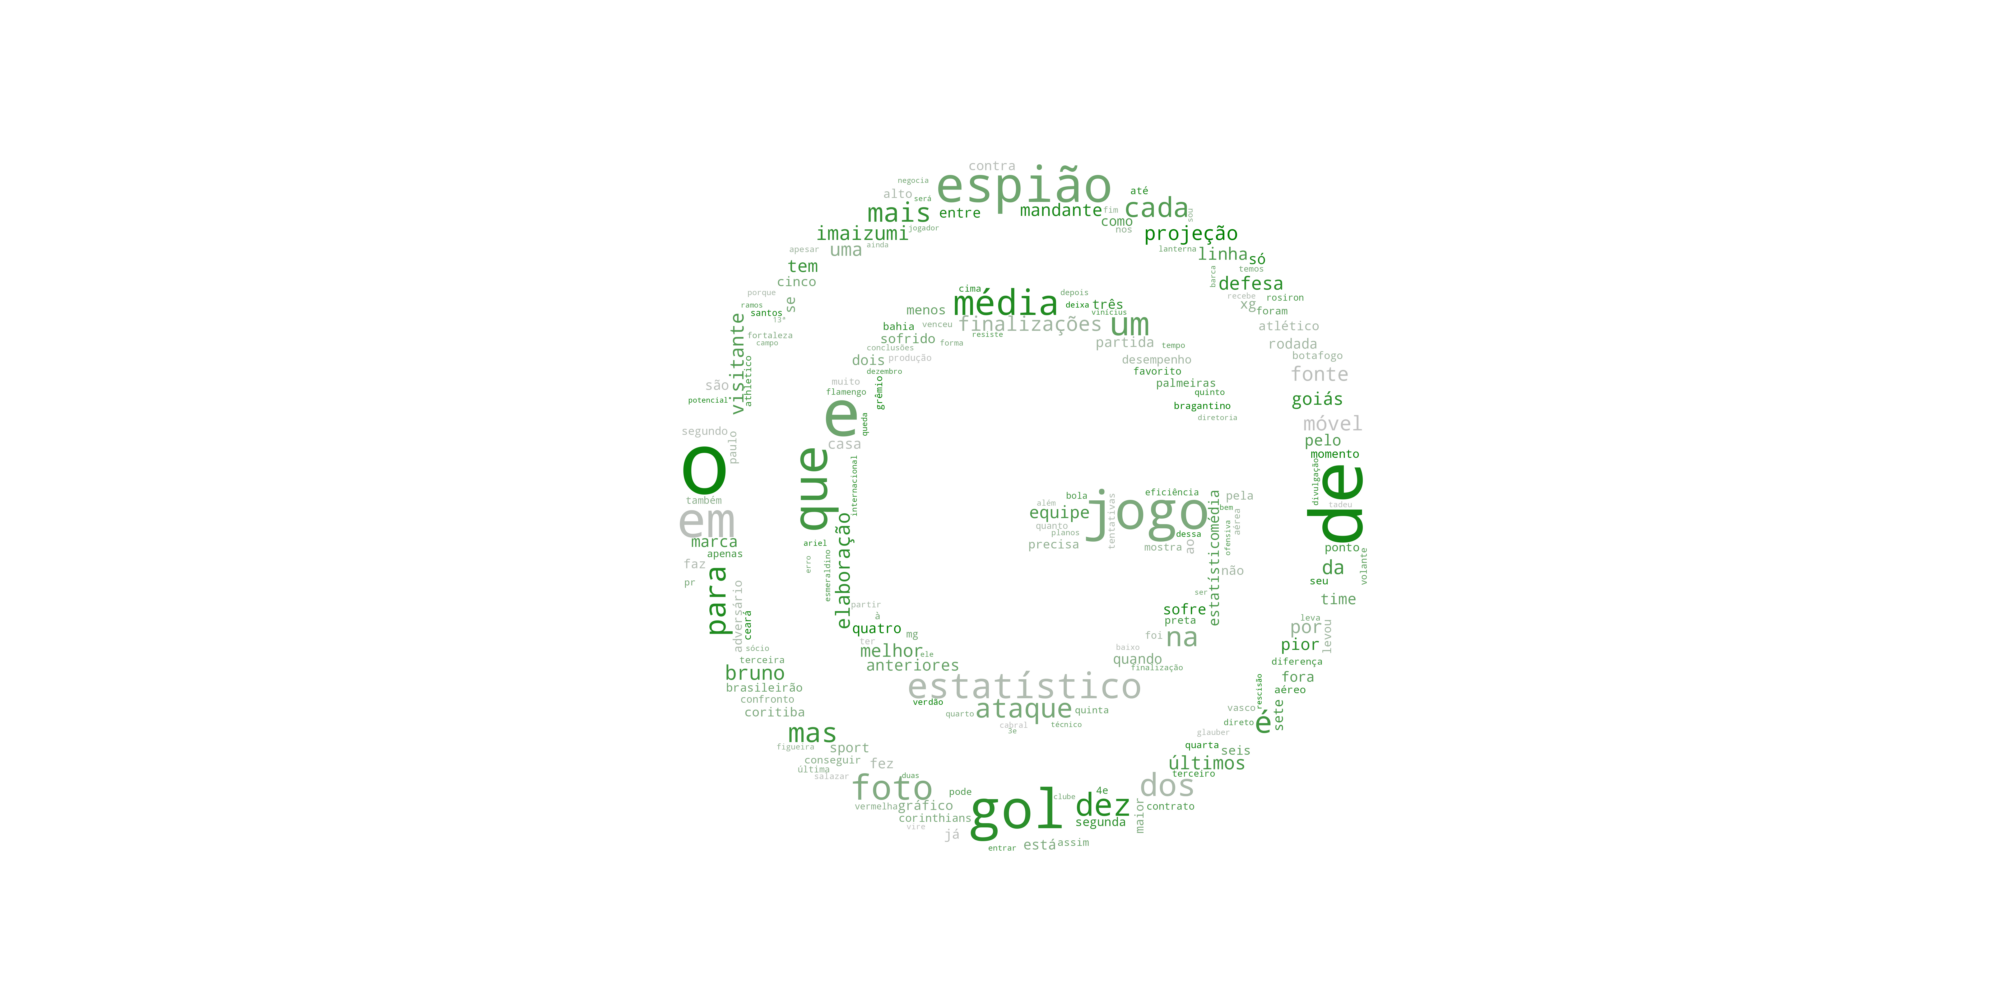 contra
negocia
espião
até
alto
será
cada
mais
entre
mandante
fim
sou
como
nos
imaizumi
jogador
projeção
uma
ainda
apesar
lanterna
linha
só
tem
barca
temos
cinco
defesa
porque
se
cima
média
depois
recebe
rosiron
ramos
santos
13ª
menos
deixa
três
vinícius
xg
foram
visitante
bahia
venceu
finalizações
um
atlético
fortaleza
campo
sofrido
resiste
conclusões
forma
partida
tempo
rodada
athletico
dois
produção
desempenho
botafogo
dezembro
favorito
fonte
são
muito
palmeiras
flamengo
grêmio
quinto
potencial
e
bragantino
goiás
segundo
queda
diretoria
móvel
paulo
casa
pelo
o
que
internacional
momento
divulgação
de
também
em
bola
eficiência
jogo
além
tentativas
estatisticomédia
pela
tadeu
equipe
quanto
planos
dessa
bem
aérea
marca
apenas
elaboração
ariel
precisa
mostra
ao
ofensiva
ponto
faz
para
erro
esmeraldino
não
da
volante
pr
seu
adversário
ser
time
partir
à
sofre
ceará
quatro
mg
preta
leva
por
levou
ter
foi
na
sócio
melhor
ele
baixo
pior
terceira
anteriores
quando
finalização
diferença
bruno
fora
brasileirão
estatístico
rescisão
aéreo
confronto
verdão
coritiba
quarto
ataque
quinta
vasco
sete
cabral
técnico
direto
é
mas
3e
glauber
figueira
sport
quarta
seis
conseguir
fez
últimos
última
salazar
duas
terceiro
foto
dos
vermelha
gráfico
pode
gol
clube
4e
dez
contrato
corinthians
segunda
maior
vire
já
entrar
está
assim